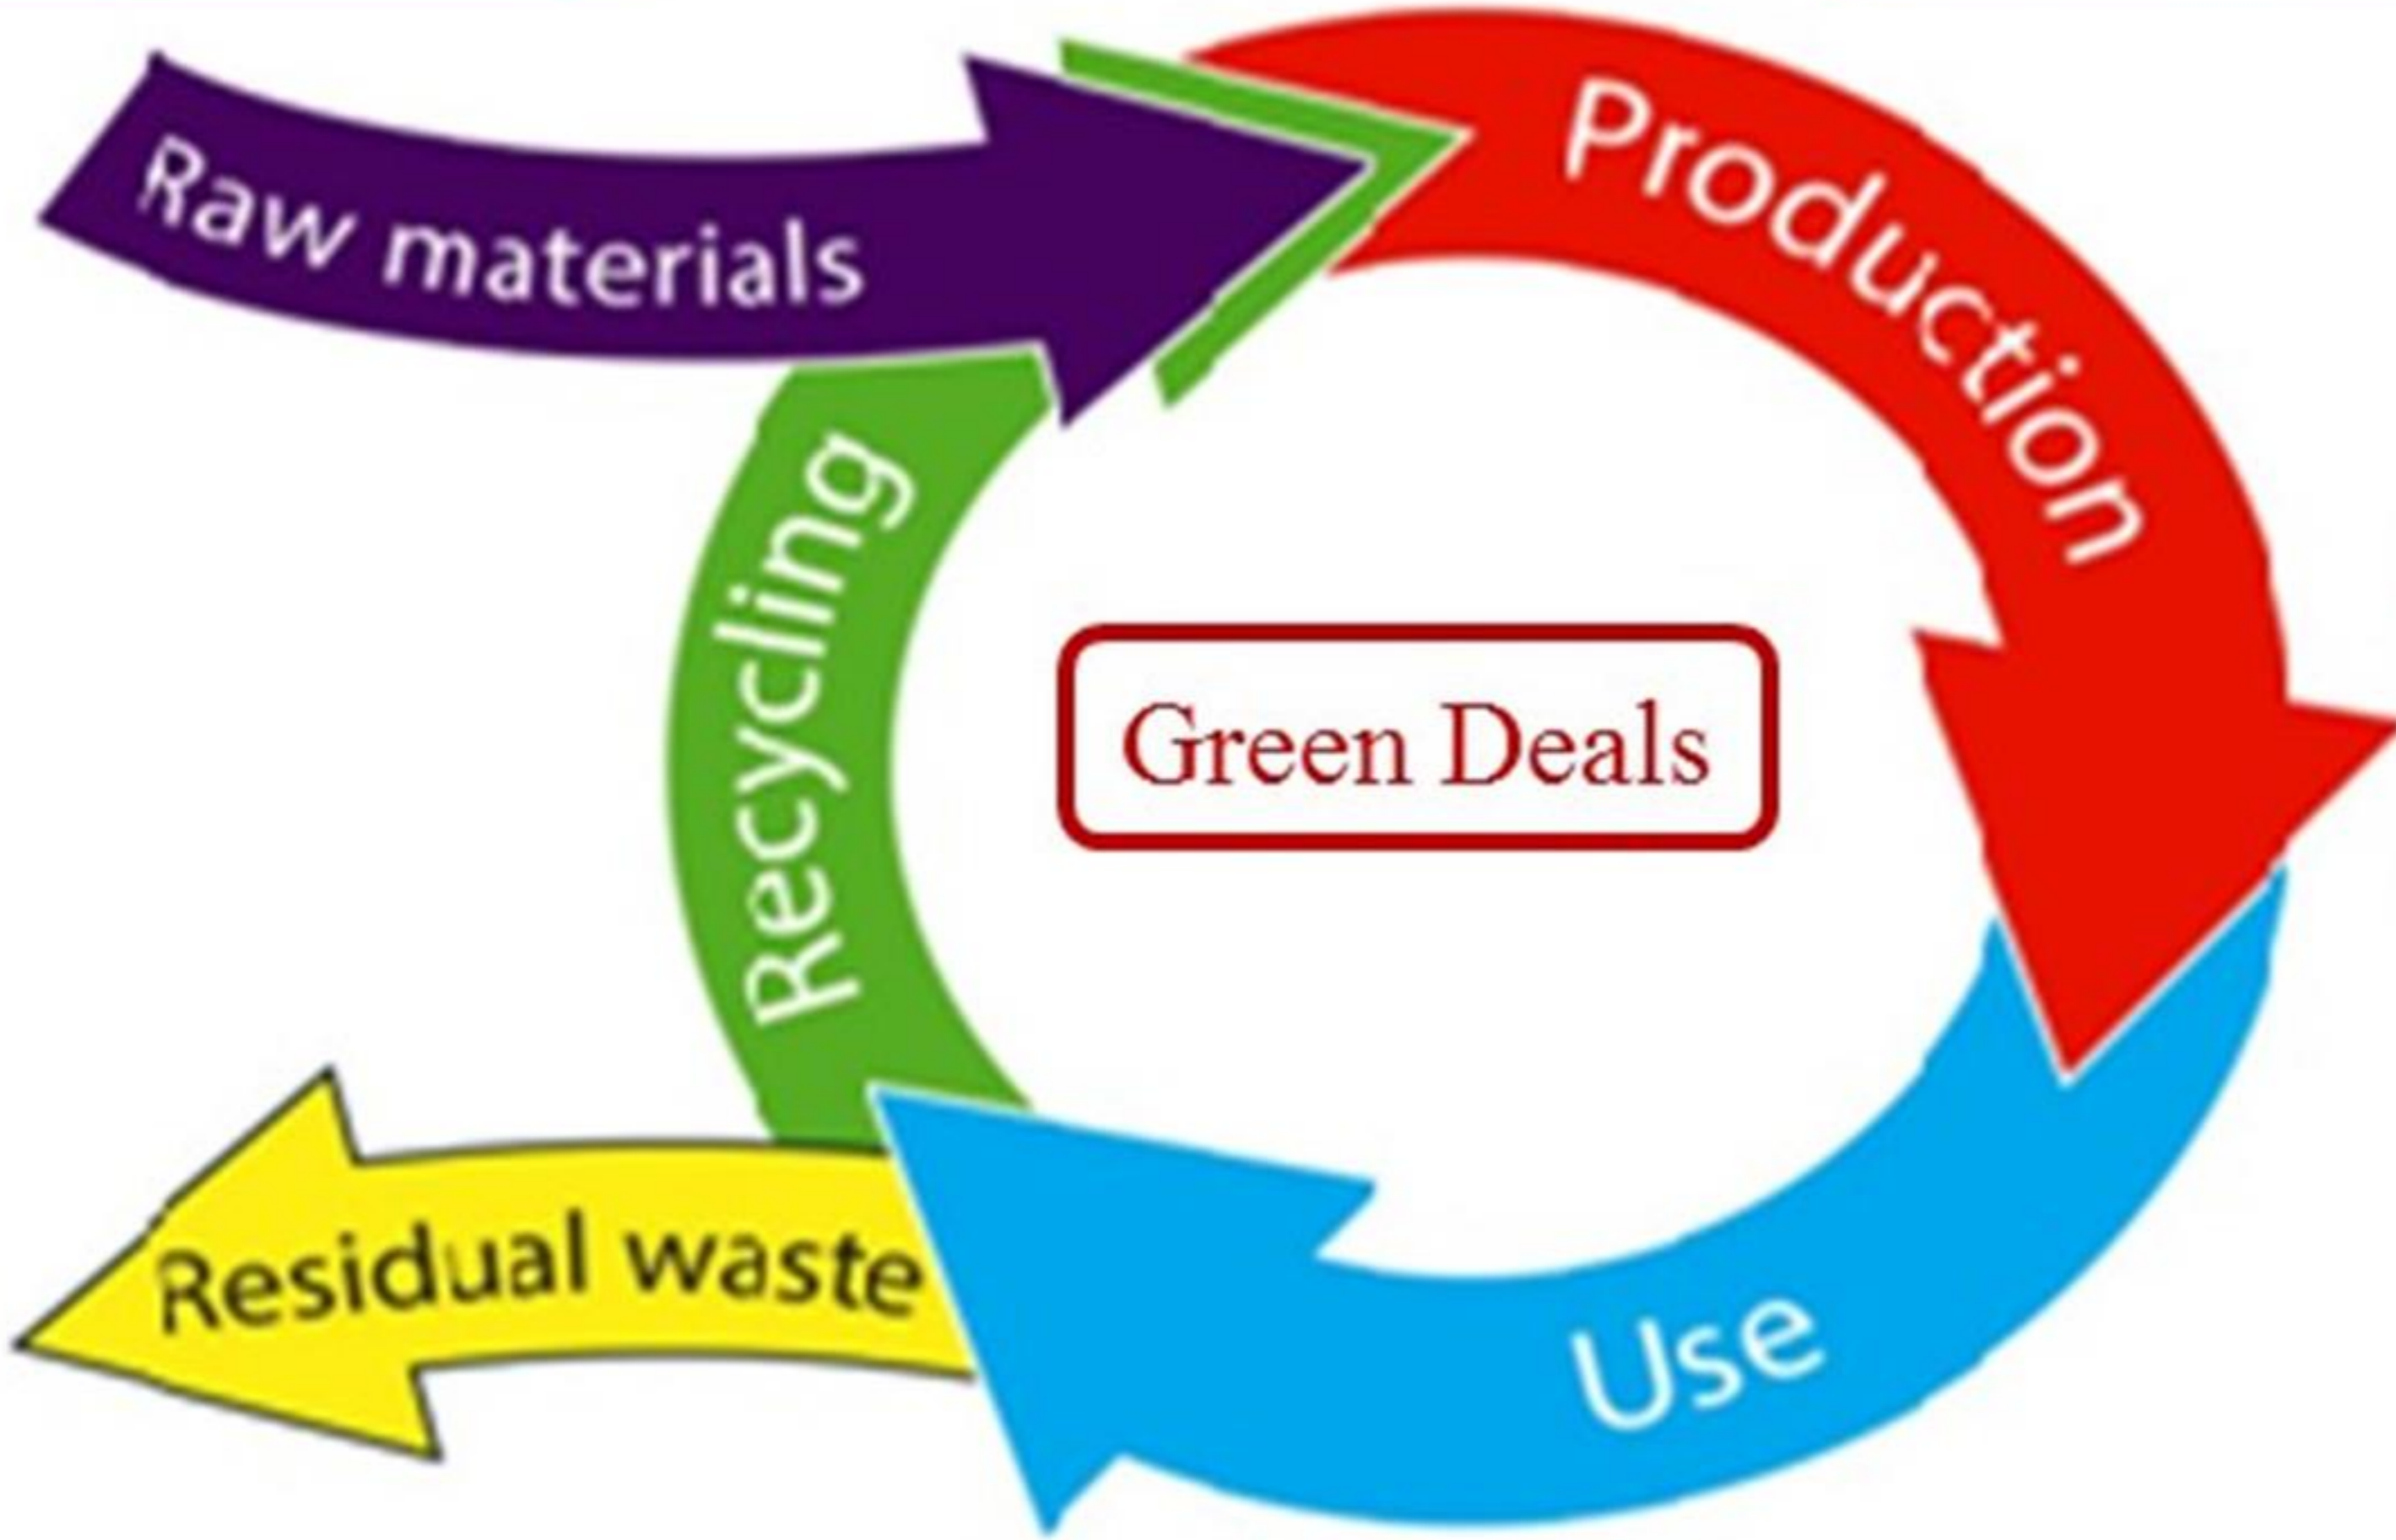 Raw materials
Production
Recycling
Green Deals
Residual waste
Use